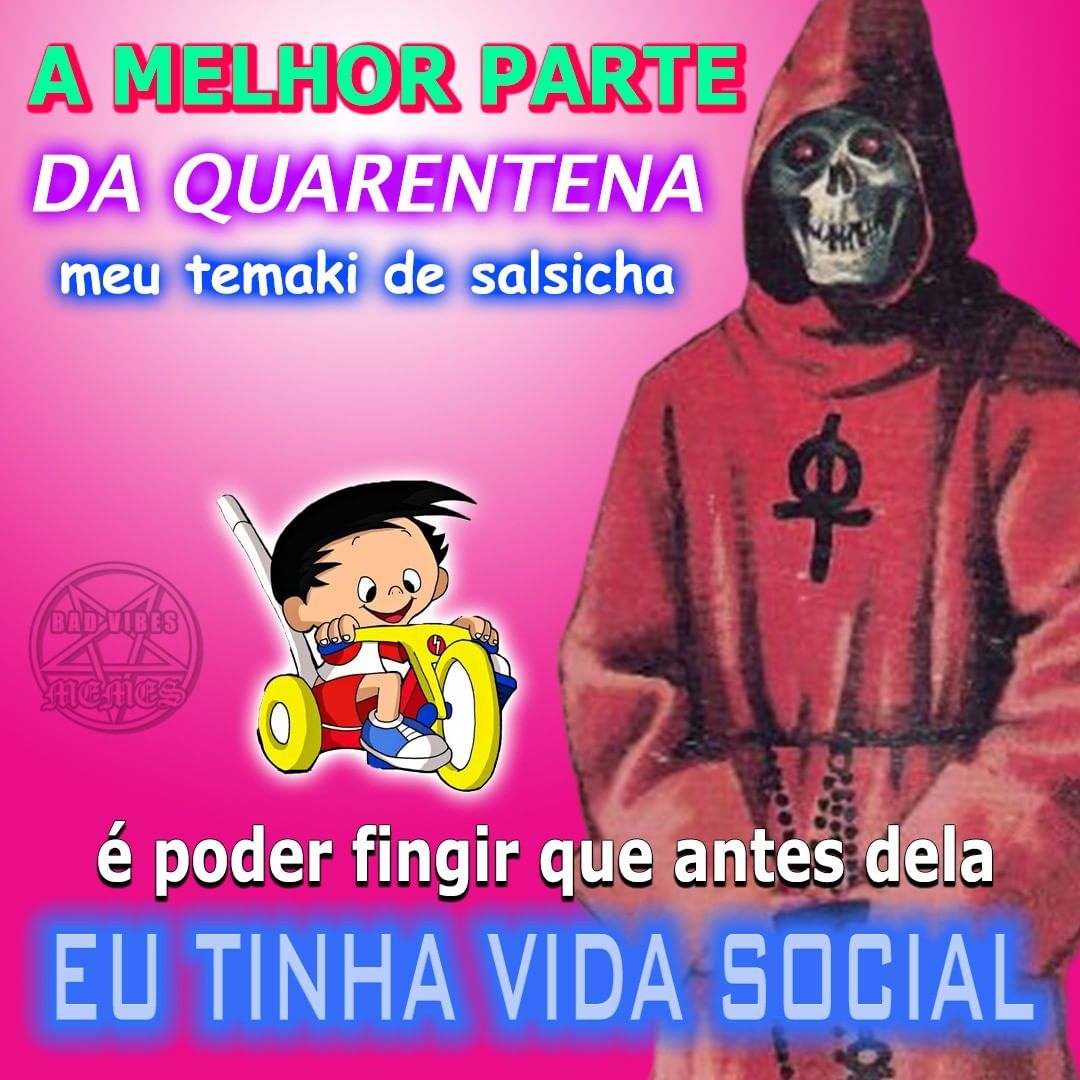 A MELHOR PARTE
DA QUARENTENA
meu temaki de salsicha
BAD VIBES
MEMES
é poder fingir que antes dela
EU TINHA VIDA SOCIAL